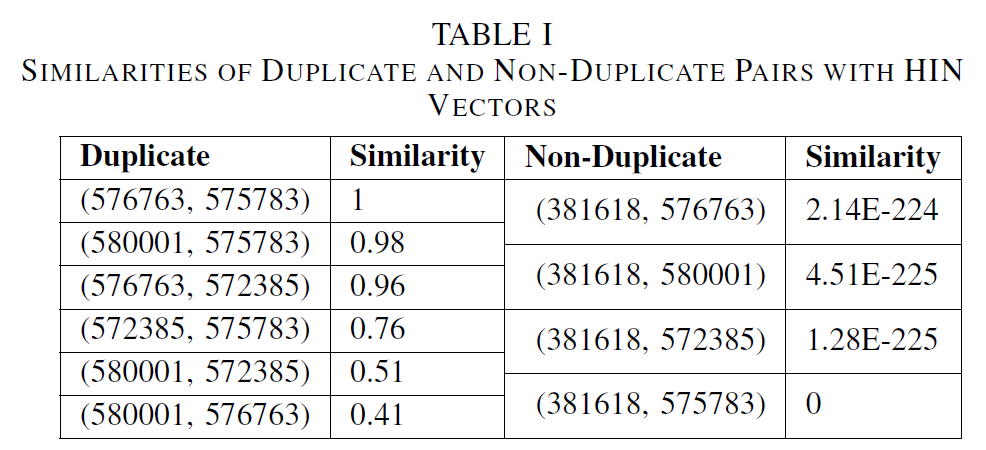 TABLE I
SIMILARITIES OF DUPLICATE AND NON-DUPLICATE PAIRS WITH HIN
VECTORS
Duplicate Similarity Non-Duplicate Similarity
(576763, 575783) 1
(381618, 576763) 2.14E-224
(580001, 575783) 0.98
(576763, 572385) 0.96
(381618, 580001) 4.51E-225
(572385, 575783) 0.76
(381618, 572385) 1.28E-225
(580001, 572385) 0.51
(580001, 576763) 0.41
(381618, 575783) 0